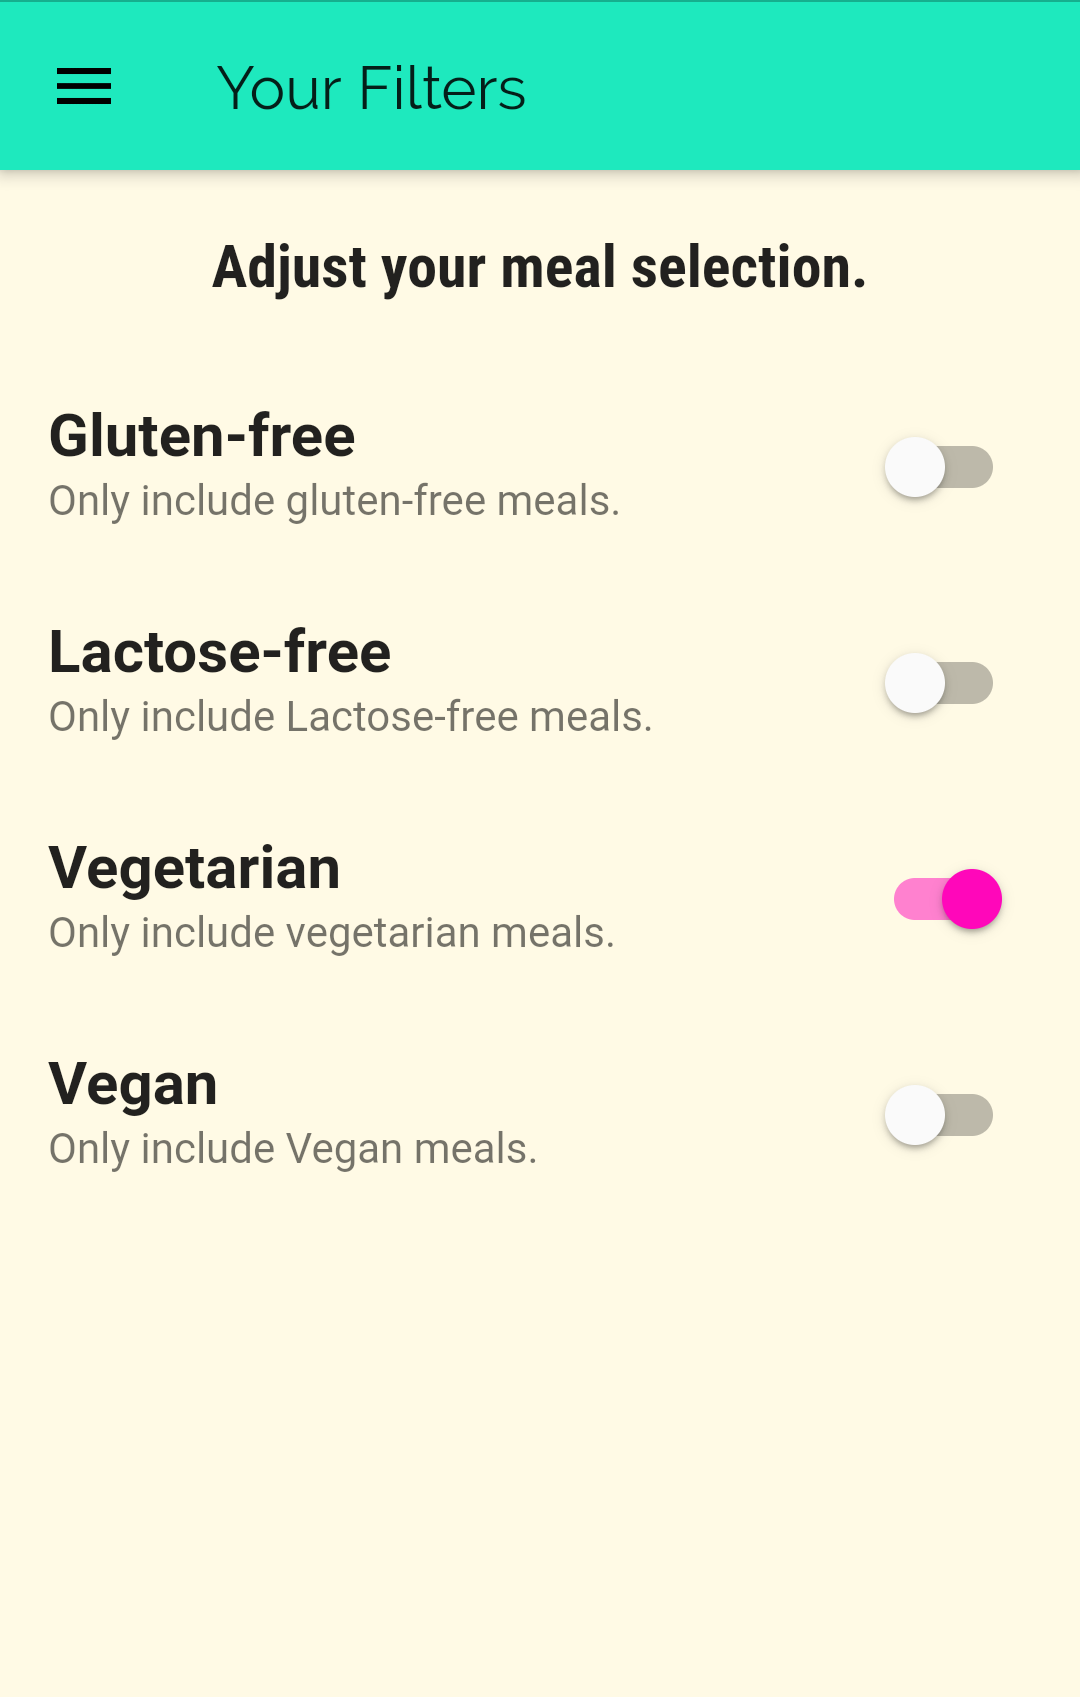 Your Filters
Adjust your meal selection.
Gluten-free
Only include gluten-free meals.
Lactose-free
Only include Lactose-free meals.
Vegetarian
Only include vegetarian meals.
Vegan
Only include Vegan meals.